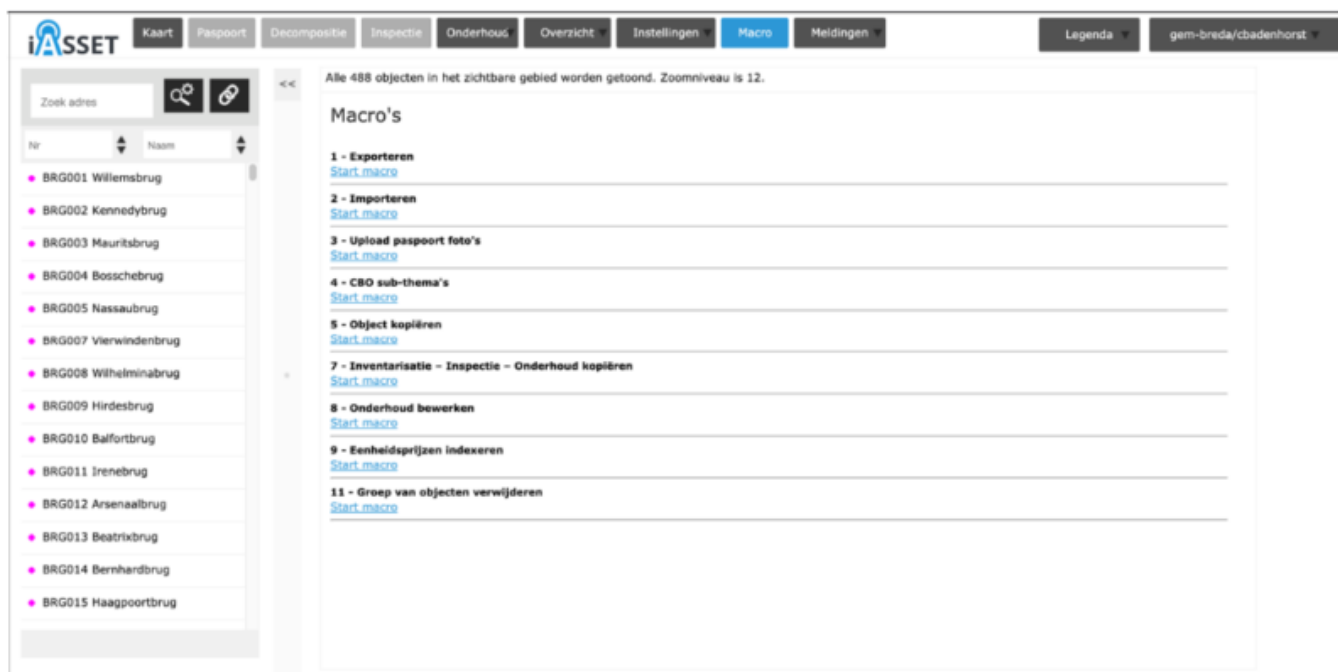 iASSET
Kaart
Paspoort
Decompositie
Inspectie
Onderhoud
Overzicht
Instellingen
Macro
Meldingen
Legenda
gem-breda/cbadenhorst
Zoek adres
<<
Nr
Naam
BRG001 Willemsbrug
BRG002 Kennedybrug
BRG003 Mauritsbrug
BRG004 Bosschebrug
BRG005 Nassaubrug
BRG007 Vierwindenbrug
BRG008 Wilhelminabrug
BRG009 Hirdesbrug
BRG010 Balfortbrug
BRG011 Irenebrug
BRG012 Arsenaalbrug
BRG013 Beatrixbrug
BRG014 Bernhardbrug
BRG015 Haagpoortbrug
Alle 488 objecten in het zichtbare gebied worden getoond. Zoomniveau is 12.
Macro's
1 - Exporteren
Start macro
2 - Importeren
Start macro
3 - Upload paspoort foto's
Start macro
4 - CBO sub-thema's
Start macro
5 - Object kopiëren
Start macro
7 - Inventarisatie – Inspectie – Onderhoud kopiëren
Start macro
8 - Onderhoud bewerken
Start macro
9 - Eenheidsprijzen indexeren
Start macro
11 - Groep van objecten verwijderen
Start macro